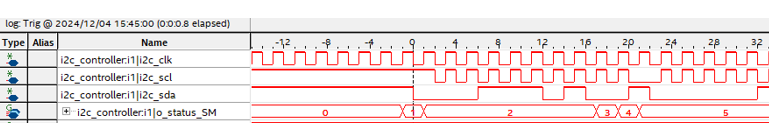 log: Trig @ 2024/12/04 15:45:00 (0:0:0.8 elapsed)
Type Alias Name -12 -8 -4 0 4 8 12 16 20 24 28 32
i2c_controller:i1|i2c_clk
i2c_controller:i1|i2c_scl
i2c_controller:i1|i2c_sda
i2c_controller:i1|o_status_SM 0 1 2 3 4 5